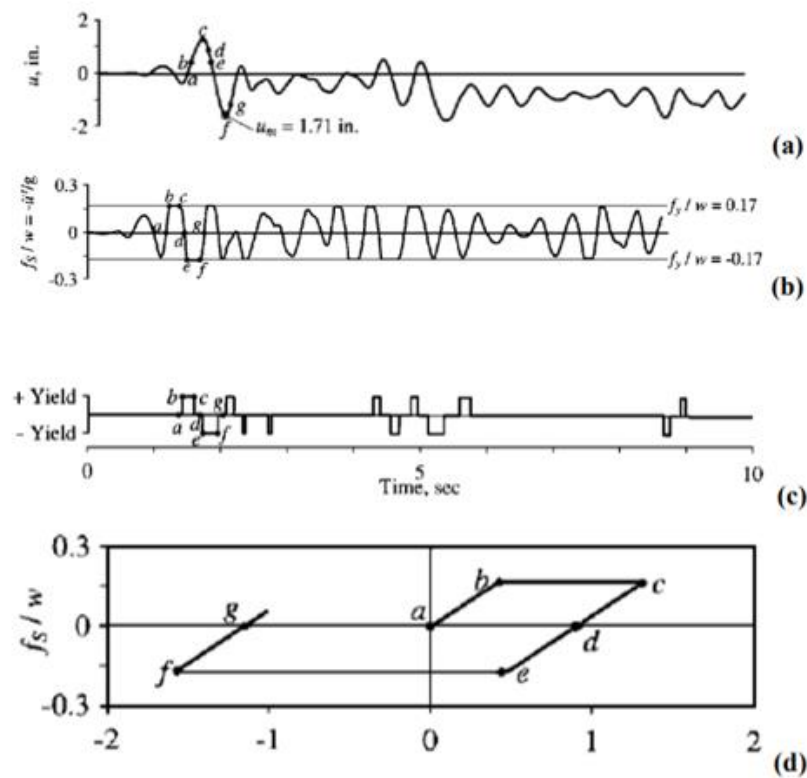 2
c
b
d
u, in.
0
a
e
g
-2
f
u_m = 1.71 in.
(a)
0.3
b c
f_S / w = -ü^t/g
f_y / w = 0.17
0
a
d
g
e f
f_y / w = -0.17
-0.3
(b)
+ Yield
b c g
a d
- Yield
e f
0 5 10
Time, sec
(c)
0.3
b c
f_S / w
g a
0
d
f e
-0.3
-2 -1 0 1 2
(d)